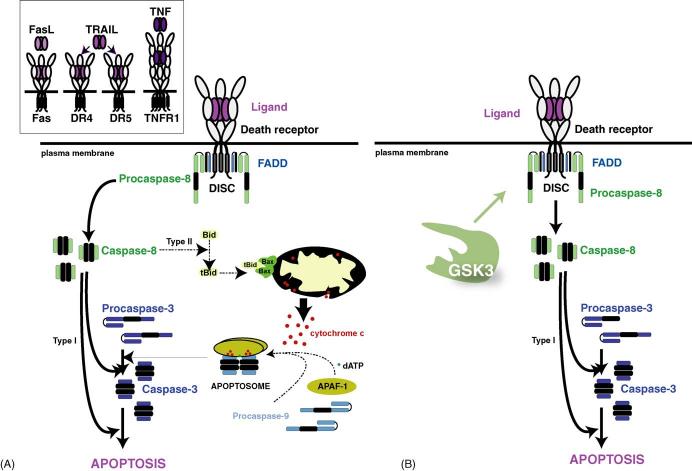 TNF
FasL
TRAIL
Fas
DR4
DR5
TNFR1
Ligand
Death receptor
plasma membrane
FADD
Procaspase-8
DISC
Caspase-8
Type II
Bid
tBid
tBid
Bax
Bax
Procaspase-3
cytochrome c
Type I
dATP
APAF-1
Caspase-3
APOPTOSOME
Procaspase-9
(A)
APOPTOSIS
Ligand
Death receptor
plasma membrane
FADD
DISC
Procaspase-8
GSK3
Caspase-8
Procaspase-3
Type I
Caspase-3
(B)
APOPTOSIS